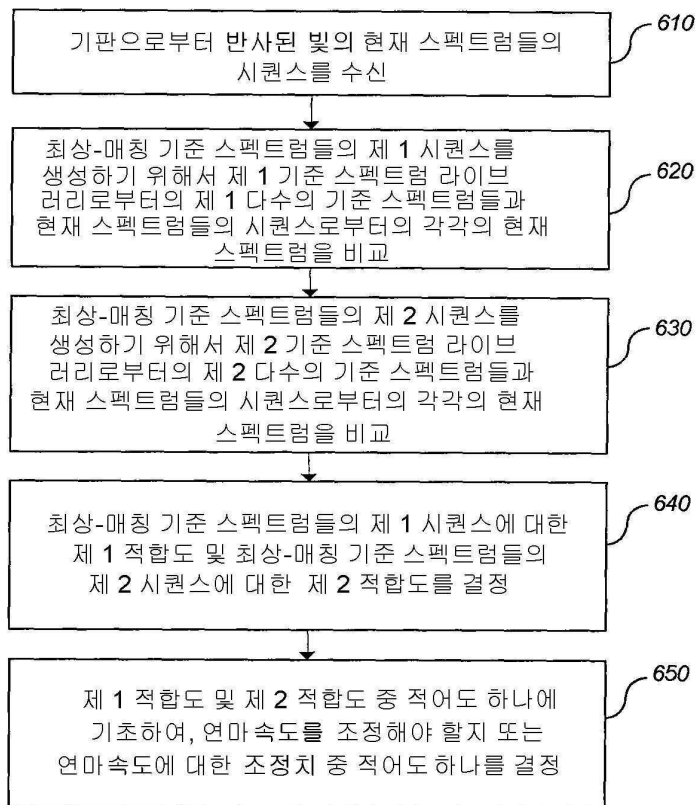 기판으로부터 반사된 빛의 현재 스펙트럼들의
시퀀스를 수신
610
최상-매칭 기준 스펙트럼들의 제 1 시퀀스를
생성하기 위해서 제 1 기준 스펙트럼 라이브
러리로부터의 제 1 다수의 기준 스펙트럼들과
현재 스펙트럼들의 시퀀스로부터의 각각의 현재
스펙트럼을 비교
620
최상-매칭 기준 스펙트럼들의 제 2 시퀀스를
생성하기 위해서 제 2 기준 스펙트럼 라이브
러리로부터의 제 2 다수의 기준 스펙트럼들과
현재 스펙트럼들의 시퀀스로부터의 각각의 현재
스펙트럼을 비교
630
최상-매칭 기준 스펙트럼들의 제 1 시퀀스에 대한
제 1 적합도 및 최상-매칭 기준 스펙트럼들의
제 2 시퀀스에 대한 제 2 적합도를 결정
640
제 1 적합도 및 제 2 적합도 중 적어도 하나에
기초하여, 연마속도를 조정해야 할지 또는
연마속도에 대한 조정치 중 적어도 하나를 결정
650